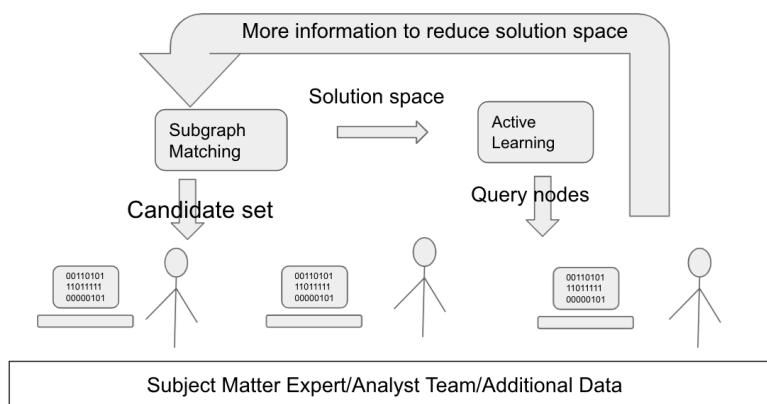 More information to reduce solution space
Solution space
Subgraph
Matching
Active
Learning
Candidate set
Query nodes
00110101
11011111
00000101
00110101
11011111
00000101
00110101
11011111
00000101
Subject Matter Expert/Analyst Team/Additional Data